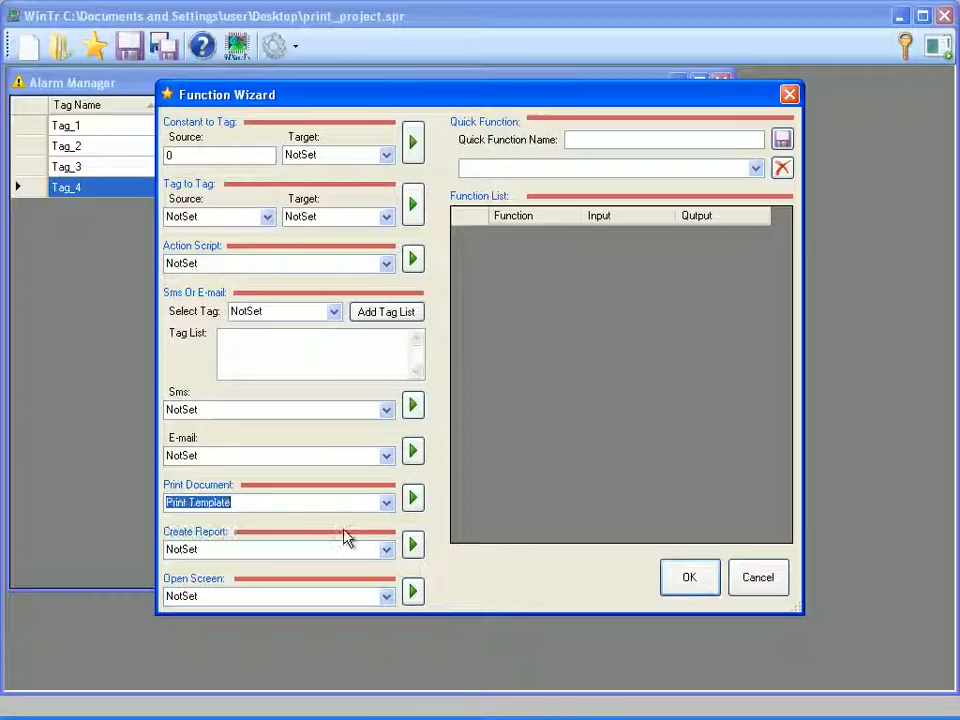 WinTr C:\Documents and Settings\user\Desktop\print_project.spr
Alarm Manager
Tag Name
Tag_1
Tag_2
Tag_3
Tag_4
Function Wizard
Constant to Tag:
Source:
Target:
0
NotSet
Tag to Tag:
Source:
Target:
NotSet
NotSet
Action Script:
NotSet
Sms Or E-mail:
Select Tag:
NotSet
Add Tag List
Tag List:
Sms:
NotSet
E-mail:
NotSet
Print Document:
Print Template
Create Report:
NotSet
Open Screen:
NotSet
Quick Function:
Quick Function Name:
Function List:
Function
Input
Qutput
OK
Cancel